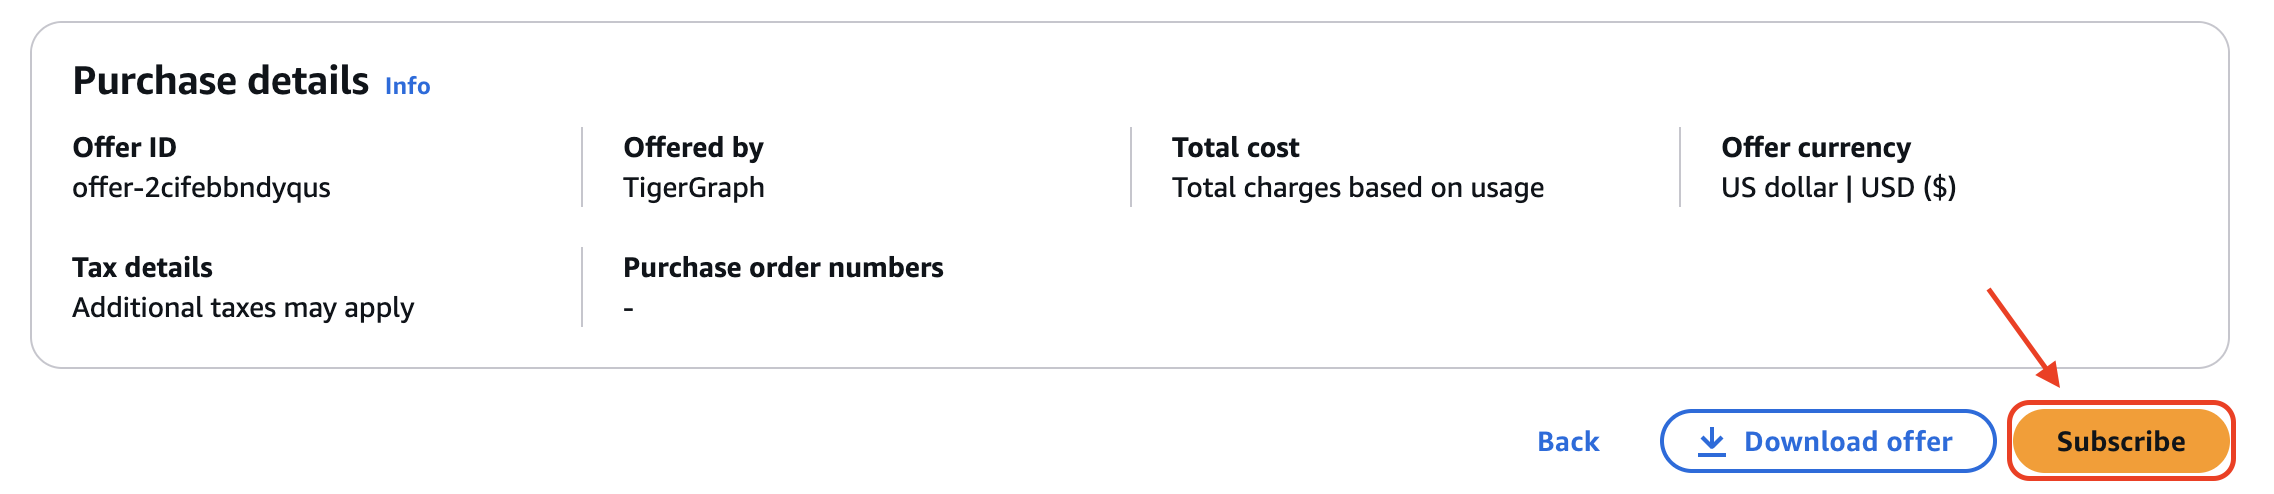 Purchase details Info
Offer ID
offer-2cifebbndyqus
Offered by
TigerGraph
Total cost
Total charges based on usage
Offer currency
US dollar | USD ($)
Tax details
Additional taxes may apply
Purchase order numbers
-
Back
Download offer
Subscribe